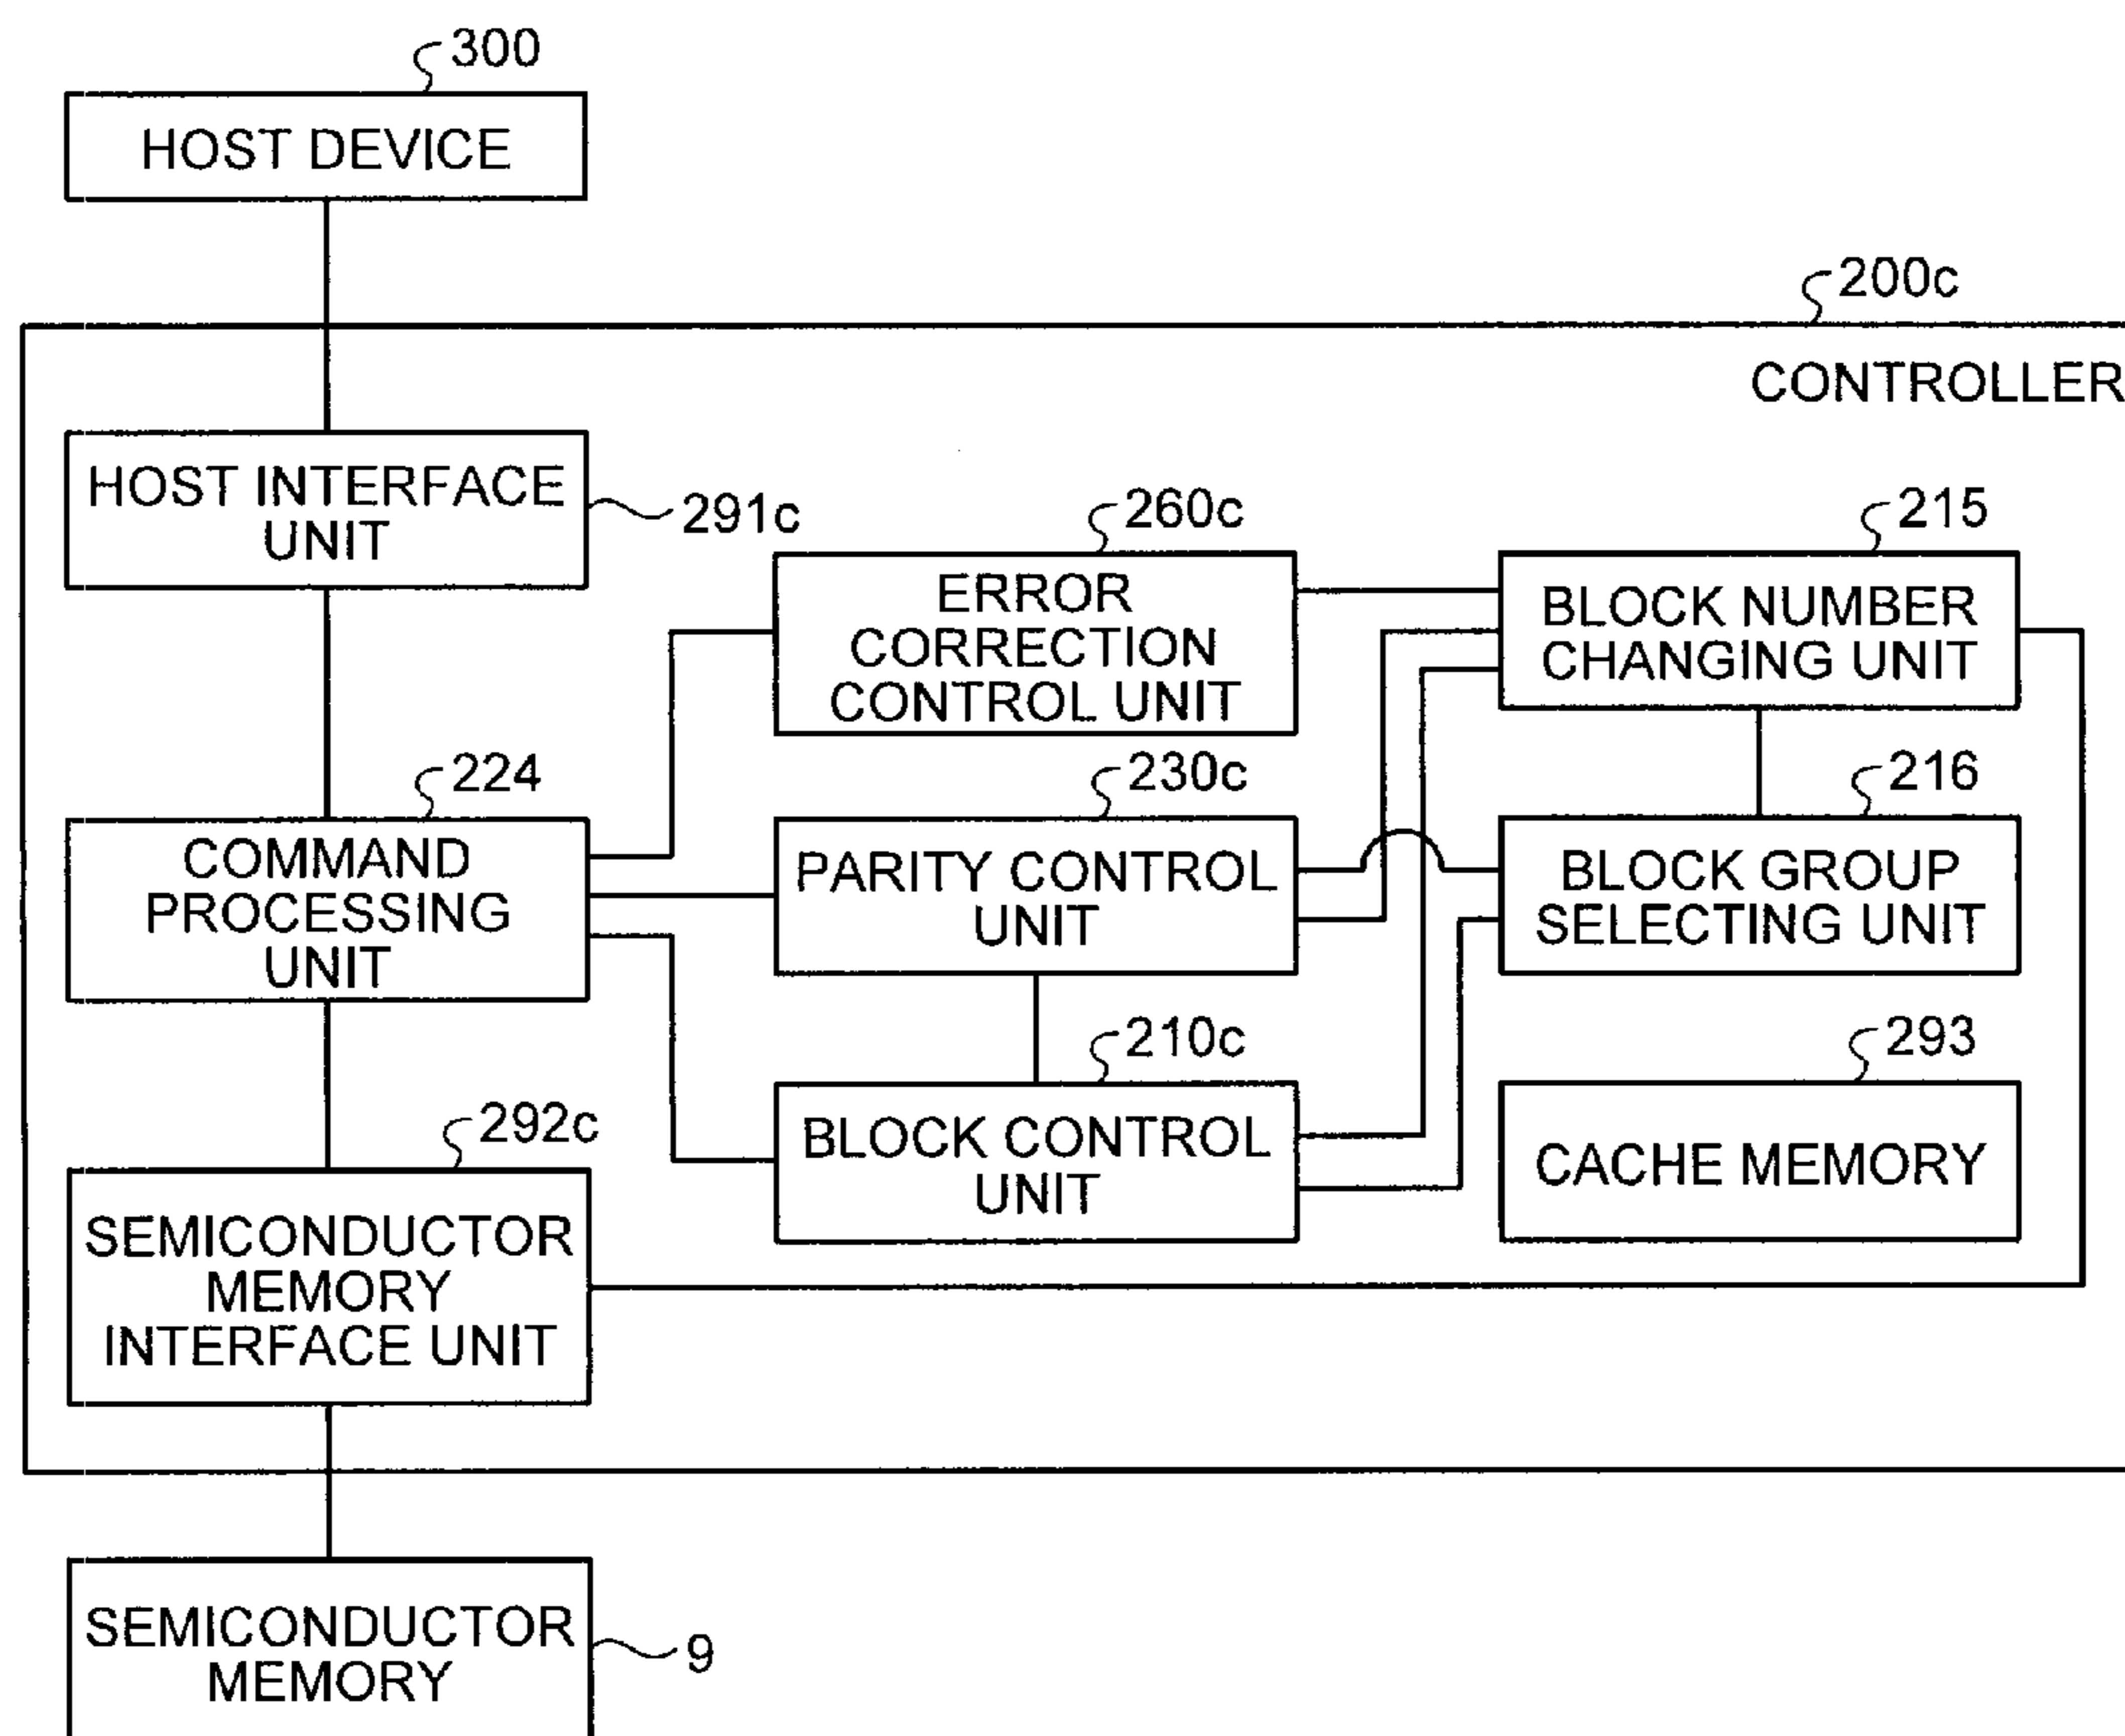 300
HOST DEVICE
200c
CONTROLLER
HOST INTERFACE
UNIT
291c
260c
ERROR
CORRECTION
CONTROL UNIT
215
BLOCK NUMBER
CHANGING UNIT
224
COMMAND
PROCESSING
UNIT
230c
PARITY CONTROL
UNIT
216
BLOCK GROUP
SELECTING UNIT
210c
BLOCK CONTROL
UNIT
293
CACHE MEMORY
292c
SEMICONDUCTOR
MEMORY
INTERFACE UNIT
SEMICONDUCTOR
MEMORY
9